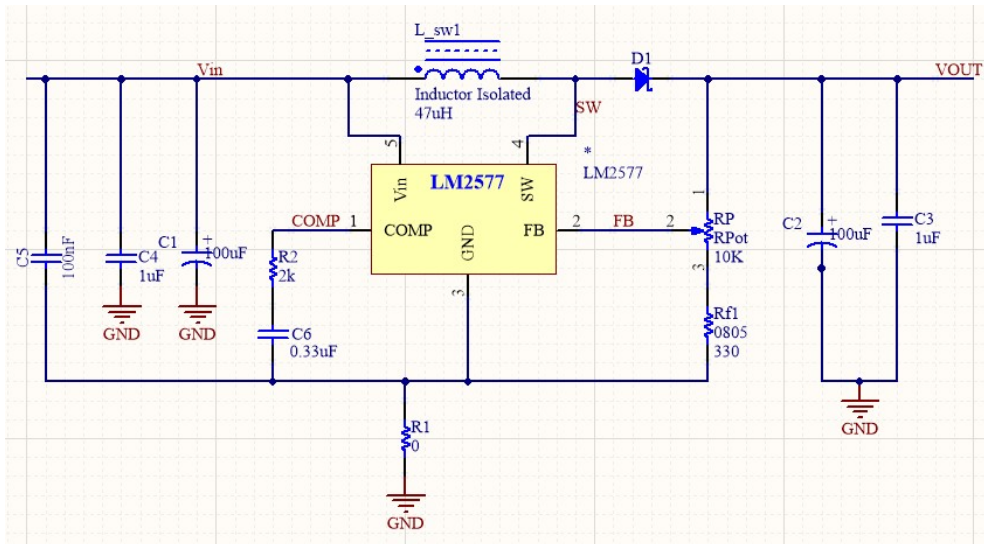 L_sw1
Vin
Inductor Isolated
47uH
SW
D1
VOUT
5
4
*
LM2577
LM2577
Vin
SW
COMP
1
COMP
GND
FB
2
FB
2
1
RP
RPot
10K
3
3
C5
100nF
C4
1uF
C1
+
100uF
R2
2k
C6
0.33uF
Rf1
0805
330
C2
+
100uF
C3
1uF
GND
GND
GND
R1
0
GND